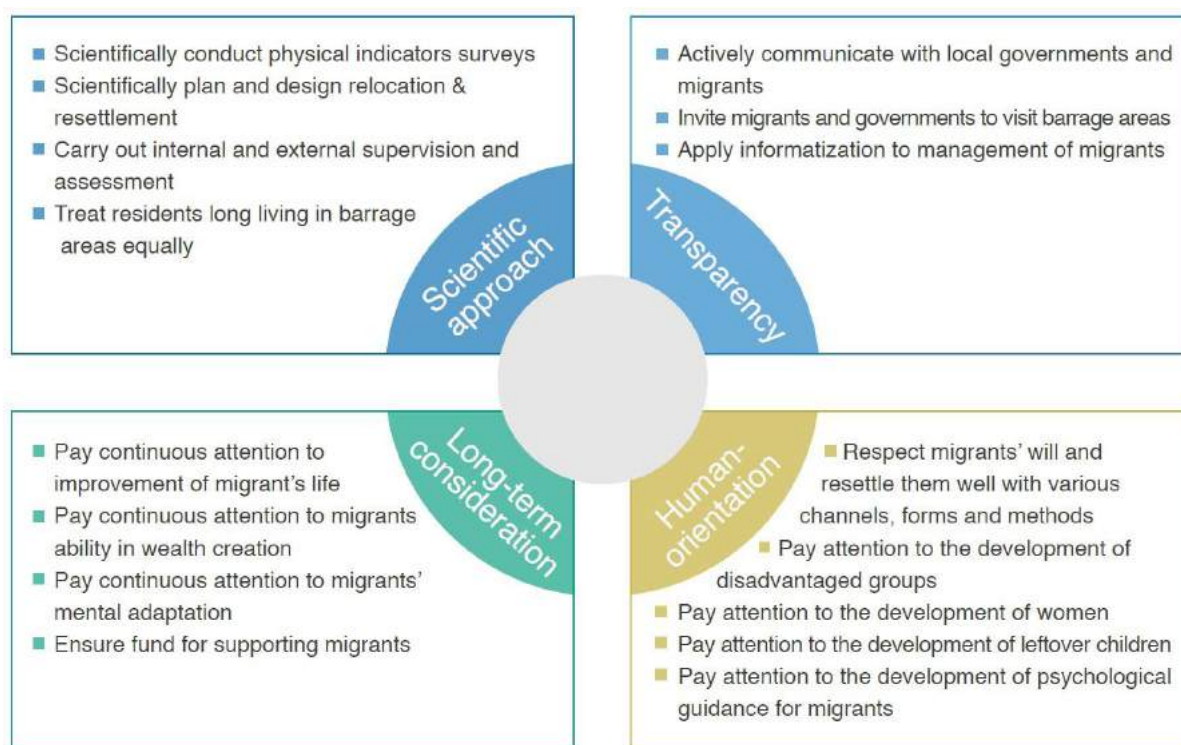 Scientifically conduct physical indicators surveys
Scientifically plan and design relocation &
resettlement
Carry out internal and external supervision and
assessment
Treat residents long living in barrage
areas equally
Scientific
approach
Actively communicate with local governments and
migrants
Invite migrants and governments to visit barrage areas
Apply informatization to management of migrants
Transparency
Pay continuous attention to
improvement of migrant's life
Pay continuous attention to migrants
ability in wealth creation
Pay continuous attention to migrants'
mental adaptation
Ensure fund for supporting migrants
Long-term
consideration
Human-
orientation
Respect migrants' will and
resettle them well with various
channels, forms and methods
Pay attention to the development of
disadvantaged groups
Pay attention to the development of women
Pay attention to the development of leftover children
Pay attention to the development of psychological
guidance for migrants